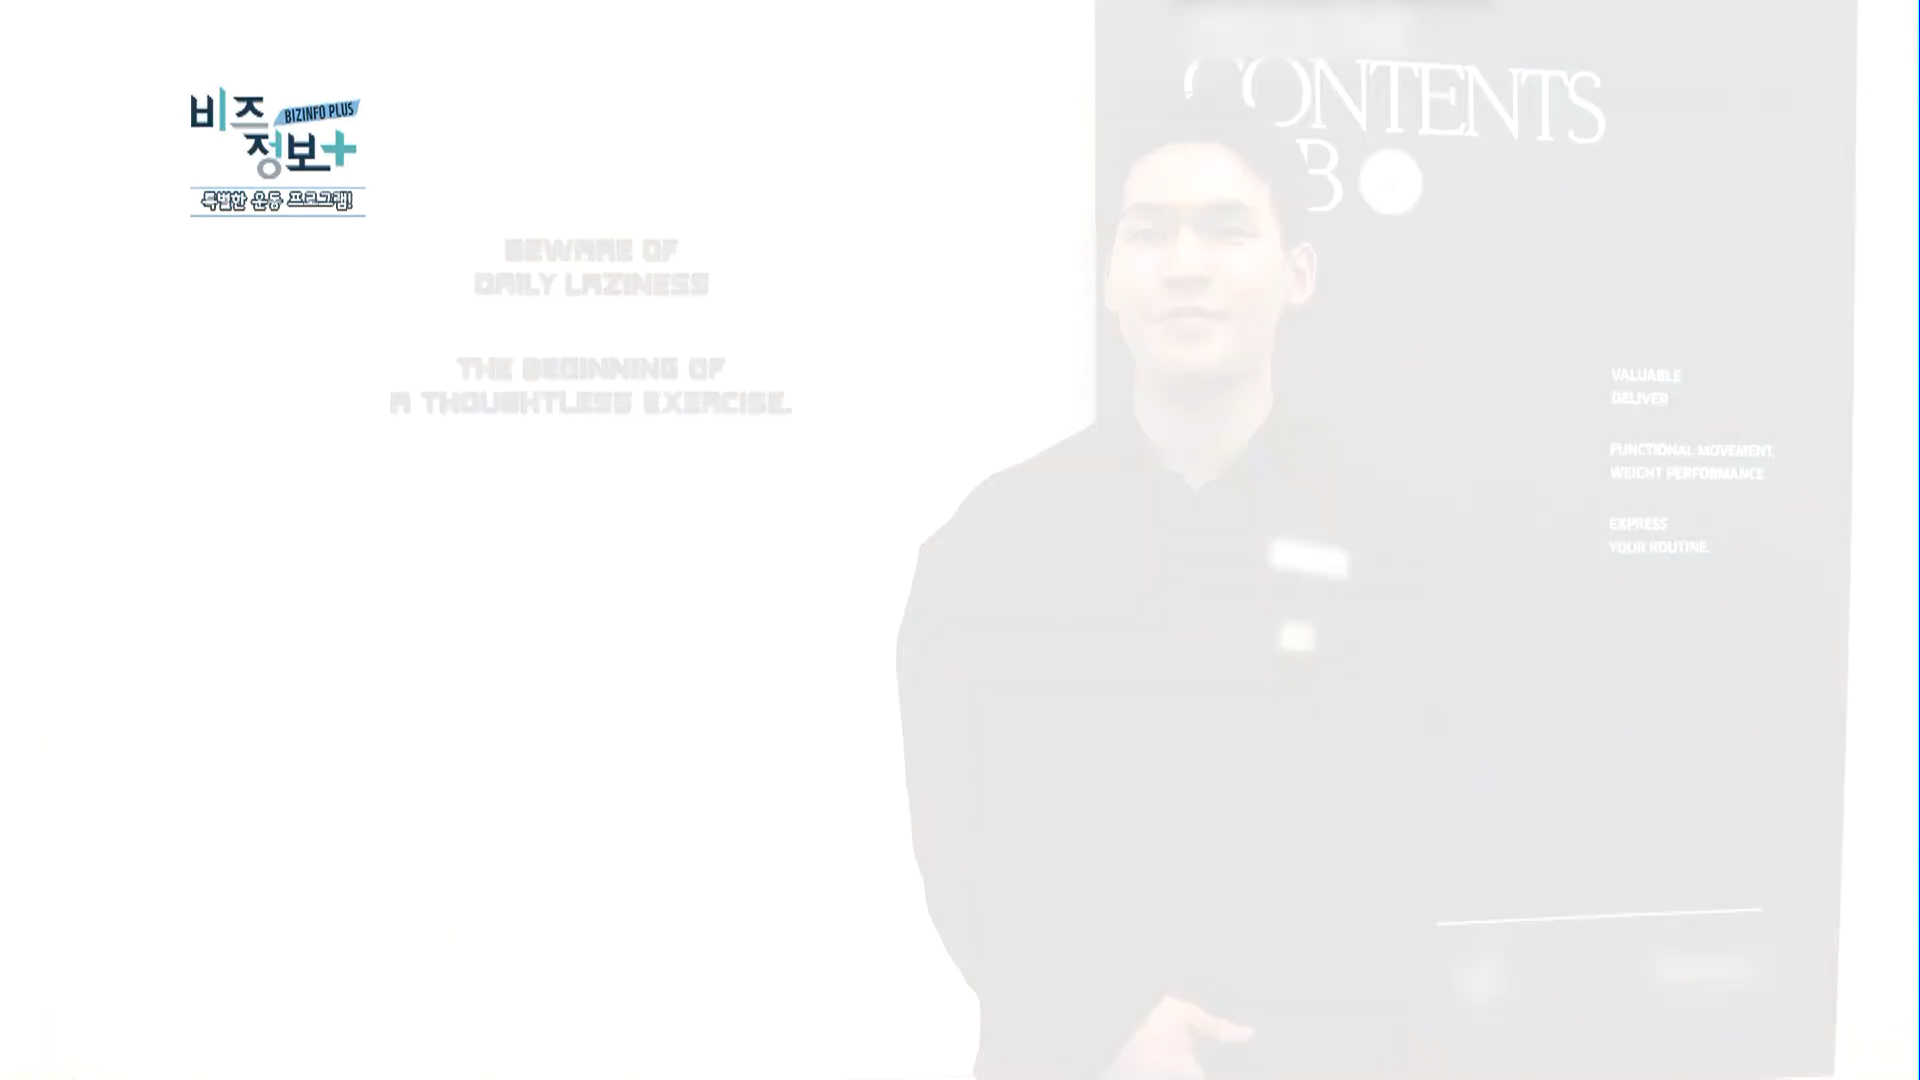 비즈
BIZINFO PLUS
정보+
특별한 운동 프로그램!
BEWARE OF
DAILY LAZINESS
THE BEGINNING OF
A THOUGHTLESS EXERCISE.
CONTENTS
B
VALUABLE
DELIVER
FUNCTIONAL MOVEMENT,
WEIGHT PERFORMANCE
EXPRESS
YOUR ROUTINE.